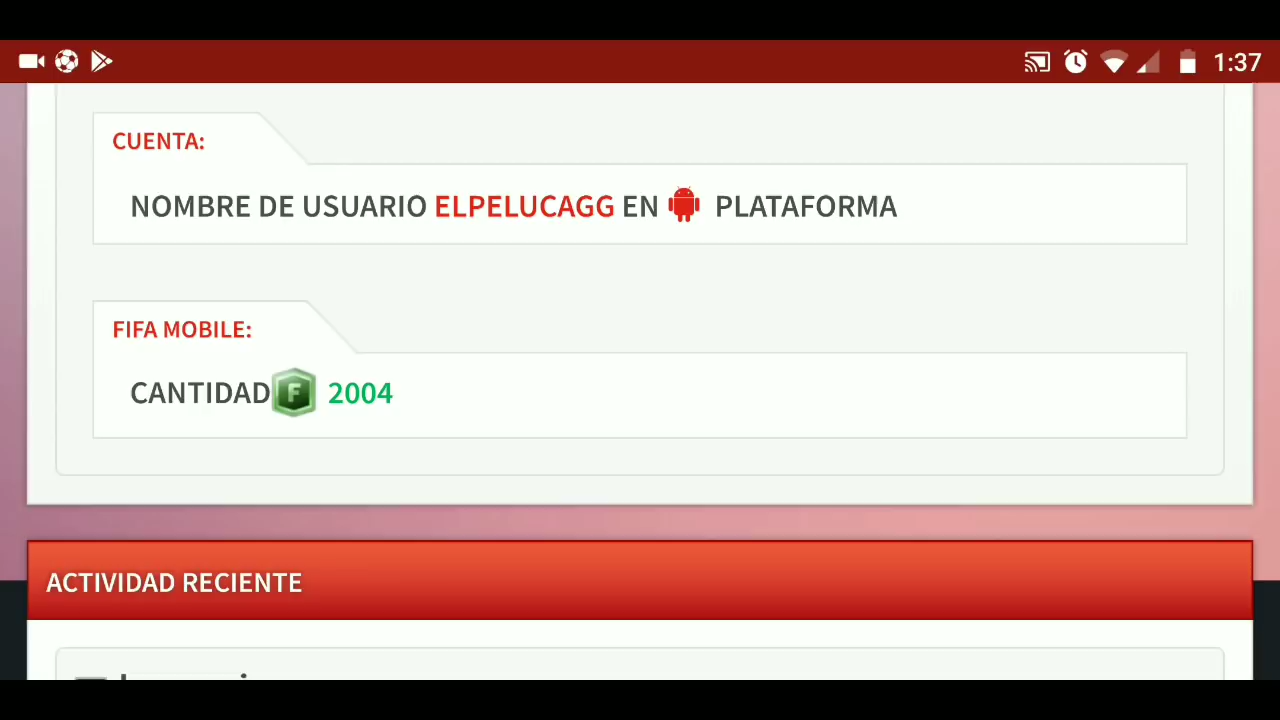 1:37
CUENTA:
NOMBRE DE USUARIO ELPELUCAGG EN PLATAFORMA
FIFA MOBILE:
CANTIDAD F 2004
ACTIVIDAD RECIENTE